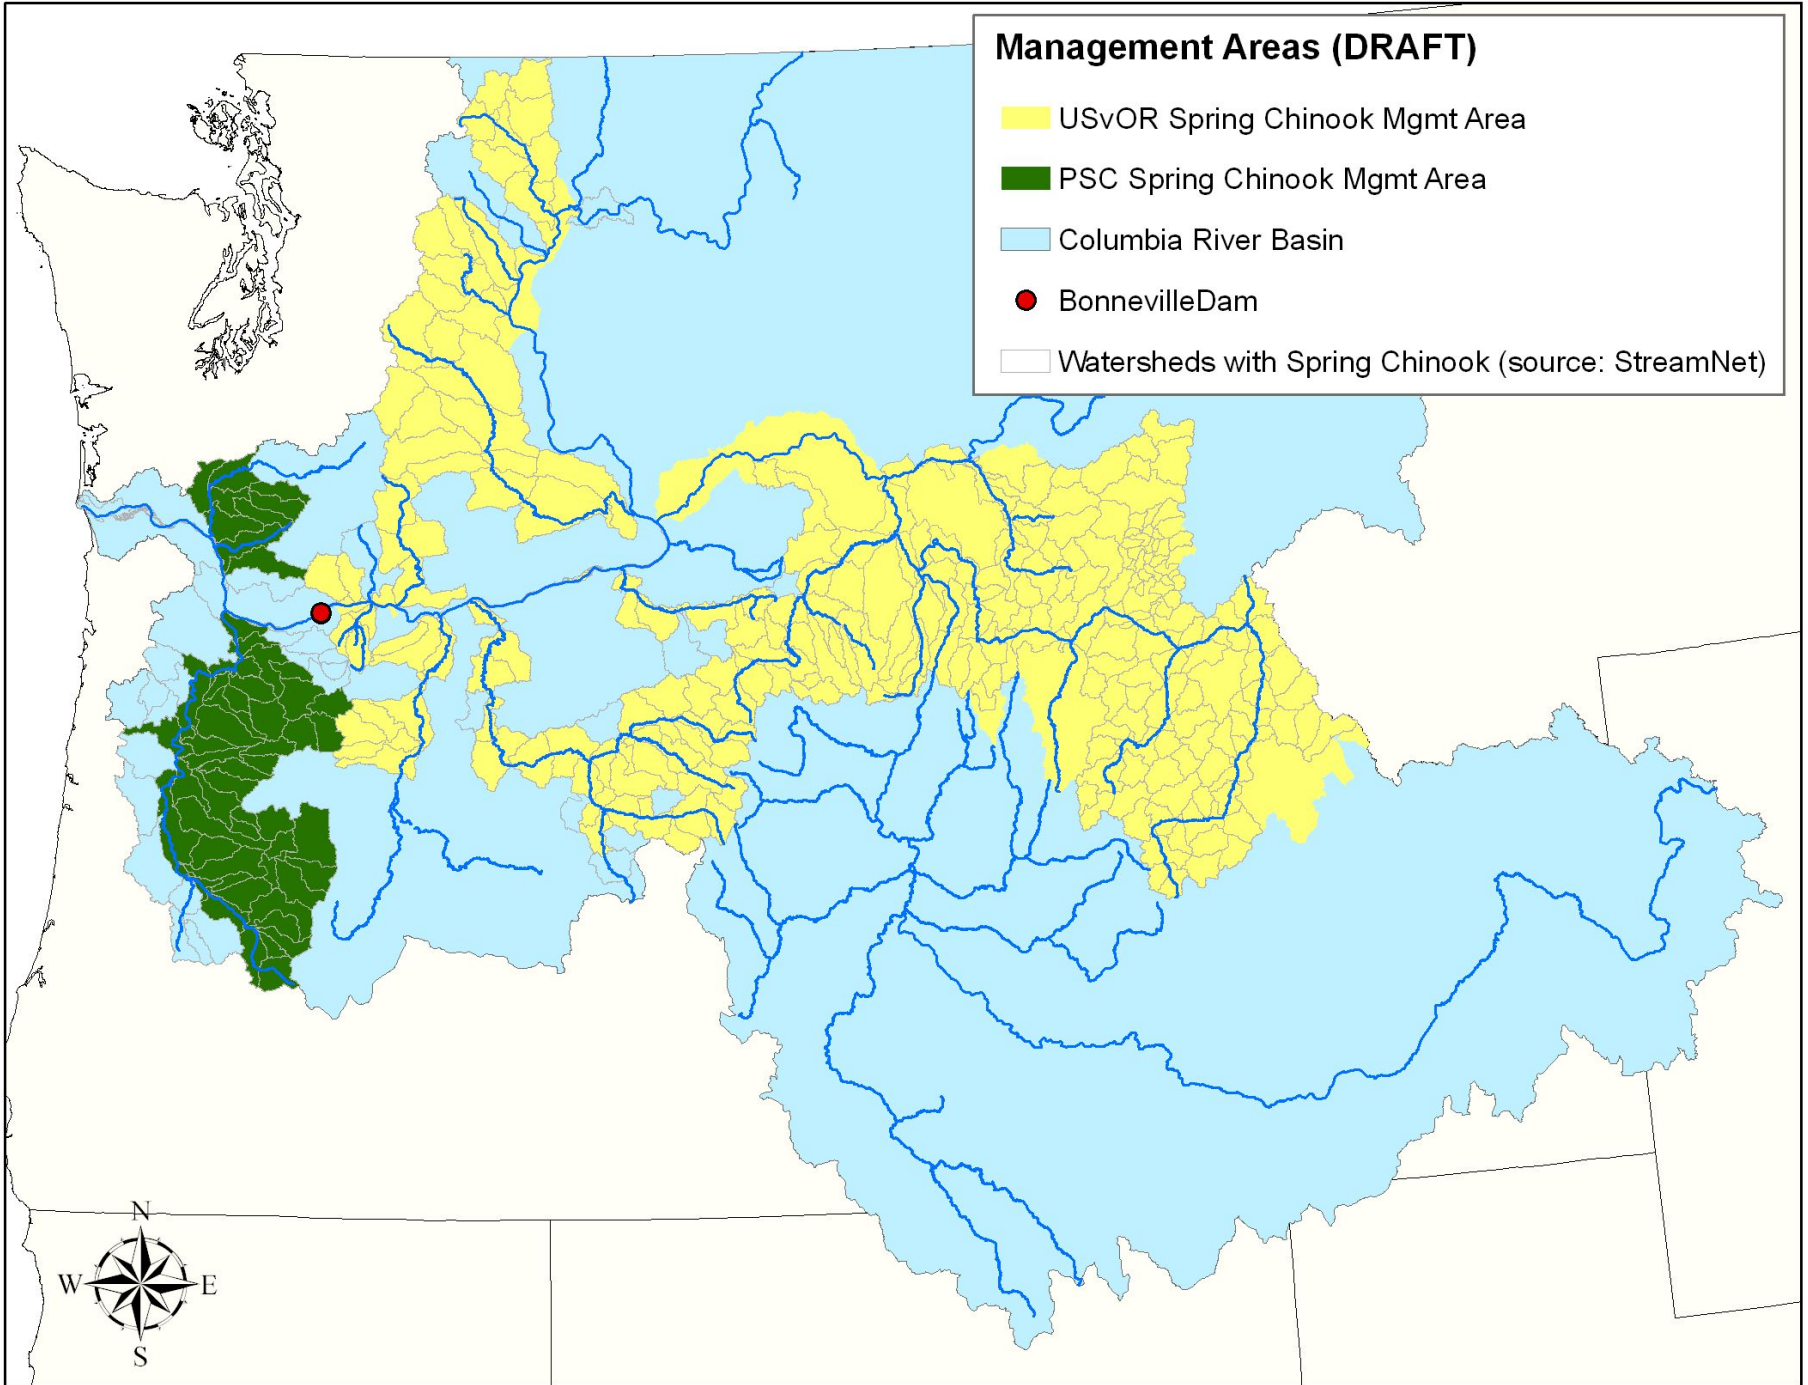 Management Areas (DRAFT)
USvOR Spring Chinook Mgmt Area
PSC Spring Chinook Mgmt Area
Columbia River Basin
BonnevilleDam
Watersheds with Spring Chinook (source: StreamNet)
N
W E
S